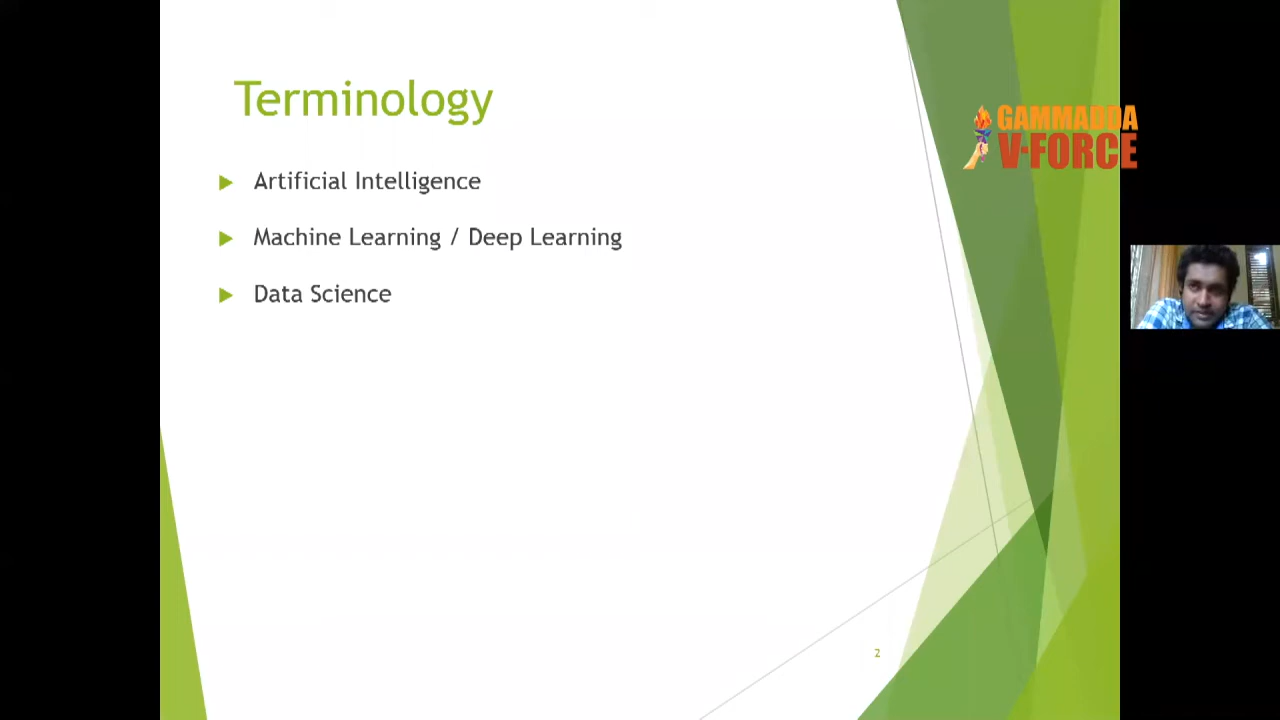 Terminology
GAMMADDA
V-FORCE
Artificial Intelligence
Machine Learning / Deep Learning
Data Science
2